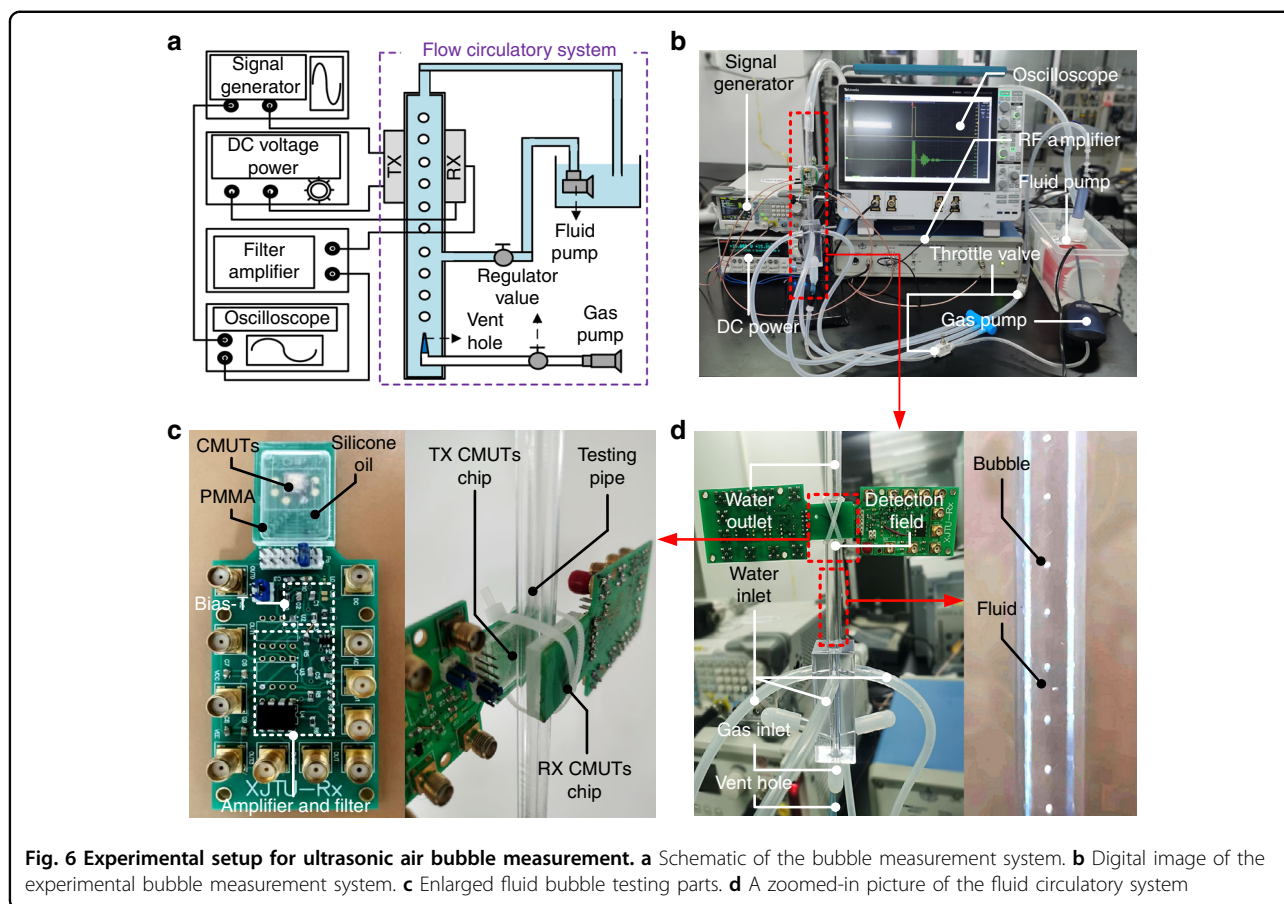 a
Flow circulatory system
Signal
generator
DC voltage
power
Filter
amplifier
Oscilloscope
TX
RX
Fluid
pump
Regulator
value
Vent
hole
Gas
pump
b
Signal
generator
Oscilloscope
RF amplifier
Fluid pump
Throttle valve
DC power
Gas pump
c
CMUTs
Silicone
oil
PMMA
Bias-T
XJTU-Rx
Amplifier and filter
TX CMUTs
chip
Testing
pipe
RX CMUTs
chip
d
Water
outlet
Detection
field
XJTU-Rx
Water
inlet
Gas inlet
Vent hole
Bubble
Fluid
Fig. 6 Experimental setup for ultrasonic air bubble measurement. a Schematic of the bubble measurement system. b Digital image of the
experimental bubble measurement system. c Enlarged fluid bubble testing parts. d A zoomed-in picture of the fluid circulatory system